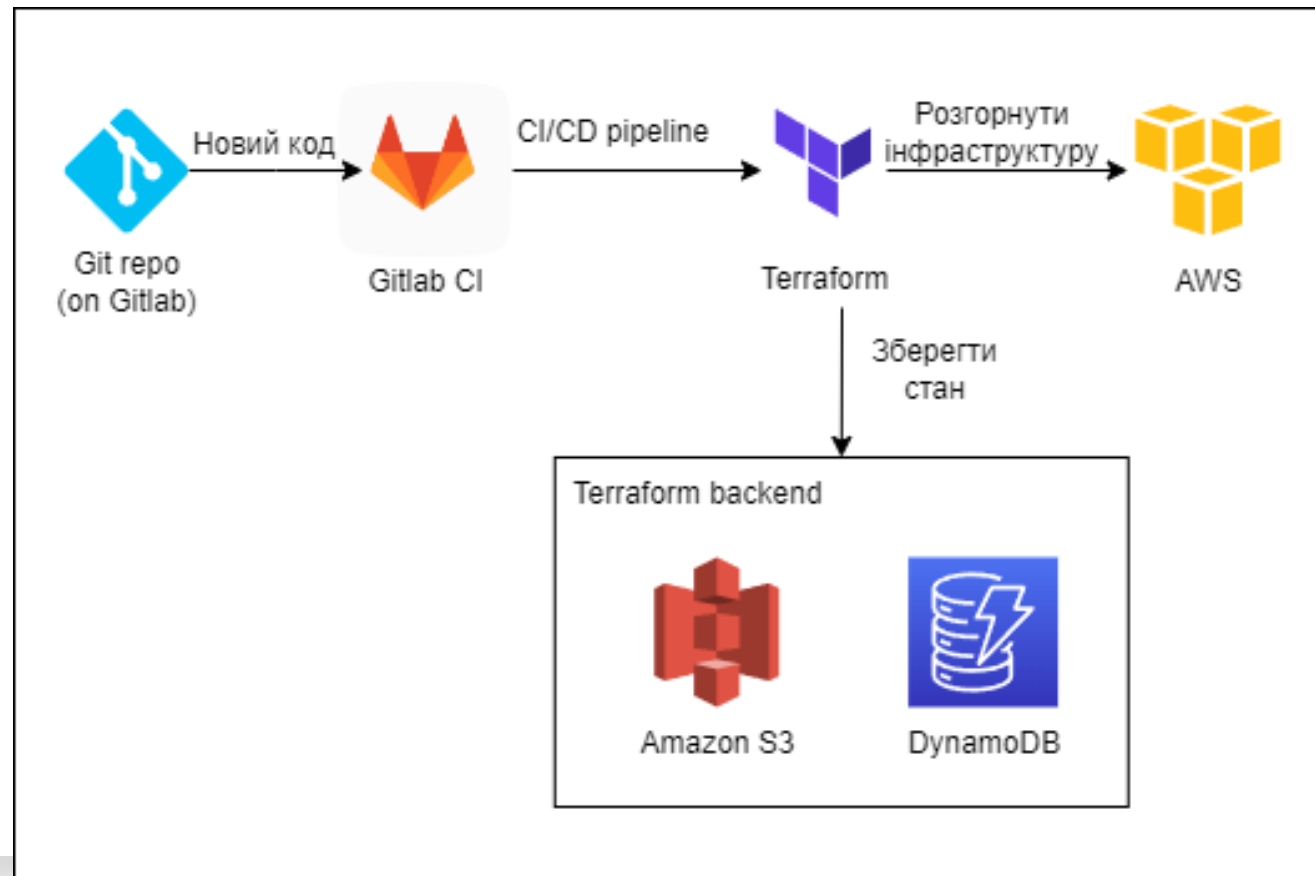 Новий код
CI/CD pipeline
Розгорнути
інфраструктуру
Git repo
(on Gitlab)
Gitlab CI
Terraform
AWS
Зберегти
стан
Terraform backend
Amazon S3
DynamoDB